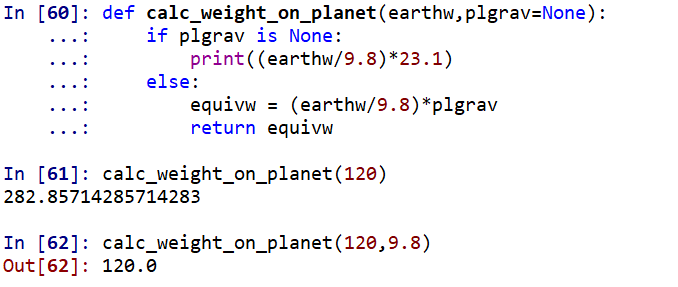 In [60]: def calc_weight_on_planet(earthw,plgrav=None):
    ...:     if plgrav is None:
    ...:         print((earthw/9.8)*23.1)
    ...:     else:
    ...:         equivw = (earthw/9.8)*plgrav
    ...:         return equivw
In [61]: calc_weight_on_planet(120)
282.85714285714283
In [62]: calc_weight_on_planet(120,9.8)
Out[62]: 120.0